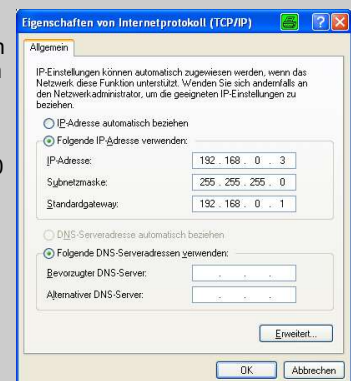 Eigenschaften von Internetprotokoll (TCP/IP)
Allgemein
IP-Einstellungen können automatisch zugewiesen werden, wenn das
Netzwerk diese Funktion unterstützt. Wenden Sie sich andernfalls an
den Netzwerkadministrator, um die geeigneten IP-Einstellungen zu
beziehen.
IP-Adresse automatisch beziehen
Folgende IP-Adresse verwenden:
IP-Adresse: 192 . 168 . 0 . 3
Subnetzmaske: 255 . 255 . 255 . 0
Standardgateway: 192 . 168 . 0 . 1
DNS-Serveradresse automatisch beziehen
Folgende DNS-Serveradressen verwenden:
Bevorzugter DNS-Server: . . .
Alternativer DNS-Server: . . .
Erweitert...
OK Abbrechen